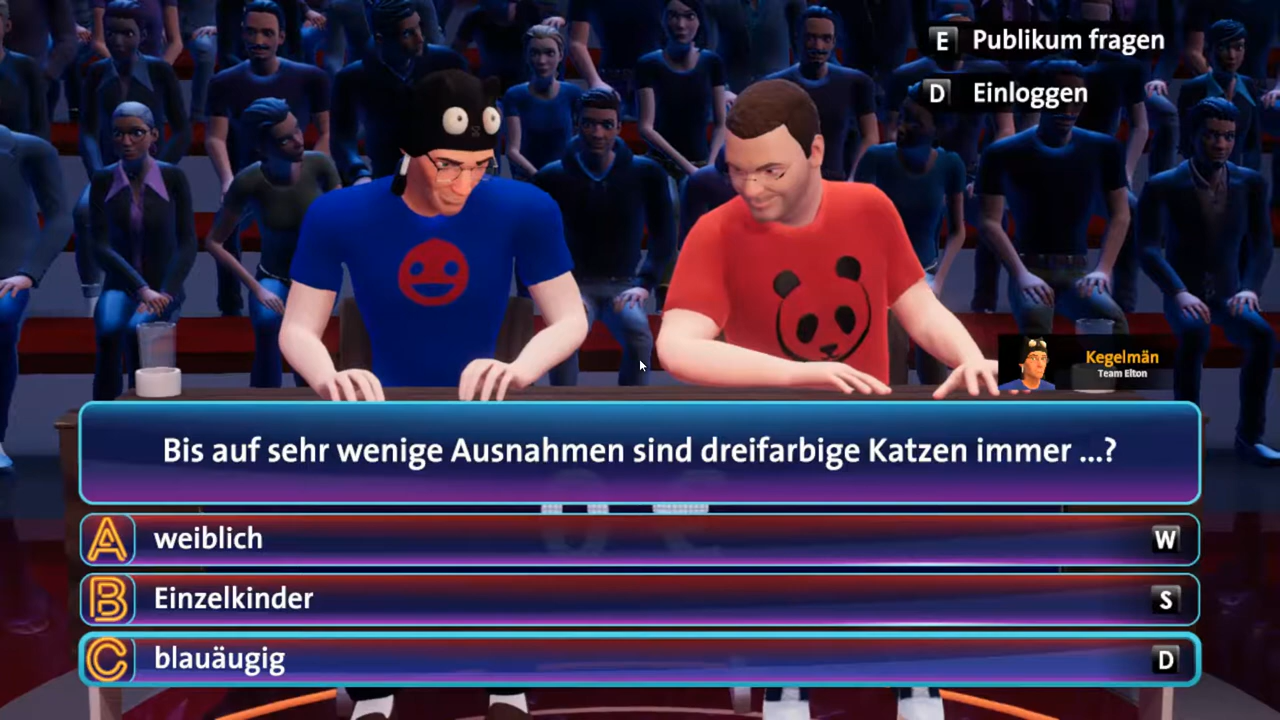 E Publikum fragen
D Einloggen
Kegelmän
Team Elton
Bis auf sehr wenige Ausnahmen sind dreifarbige Katzen immer ...?
A weiblich W
B Einzelkinder S
C blauäugig D